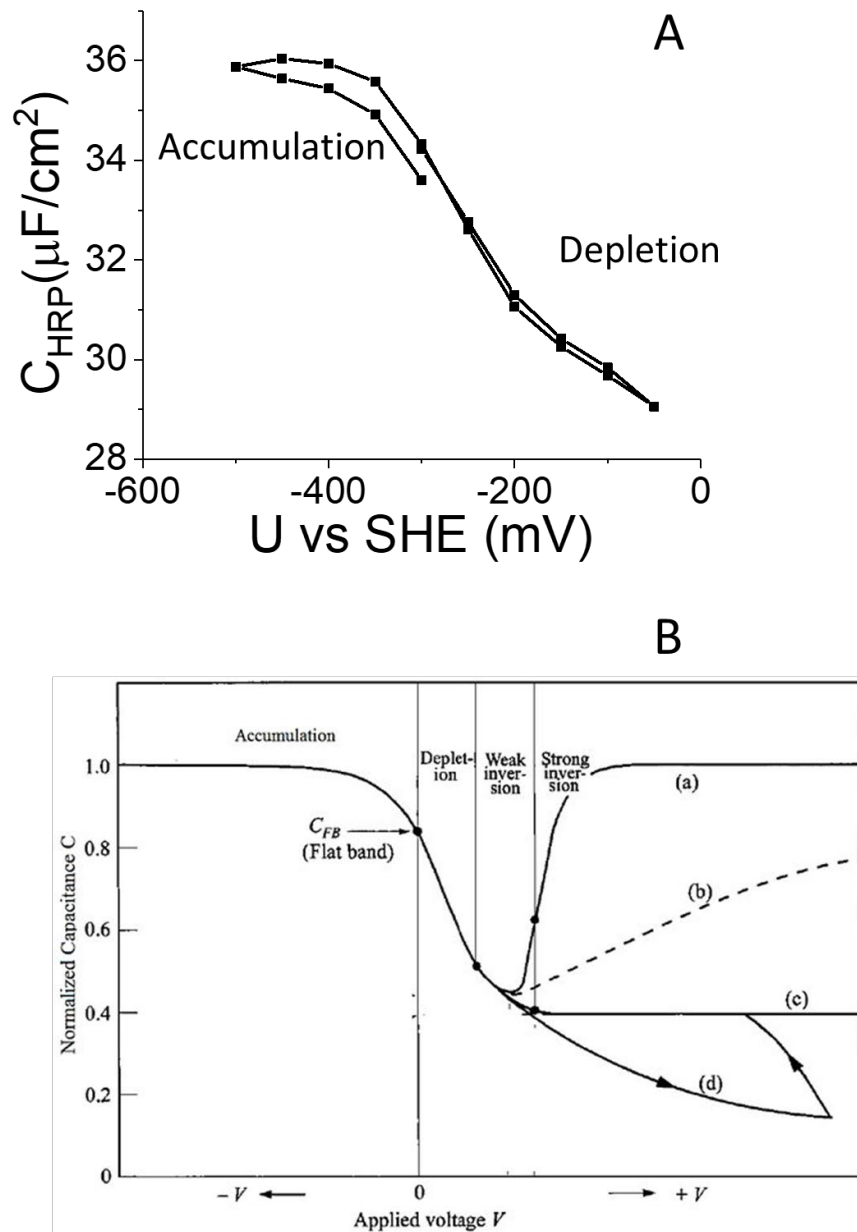 A
36
34
32
30
28
C_HRP(μF/cm²)
Accumulation
Depletion
-600
-400
-200
0
U vs SHE (mV)
B
Accumulation
Deplet-
ion
Weak
inver-
sion
Strong
inver-
sion
1.0
0.8
0.6
0.4
0.2
0
C_FB
(Flat band)
(a)
(b)
(c)
(d)
Normalized Capacitance C
– V
0
+ V
Applied voltage V